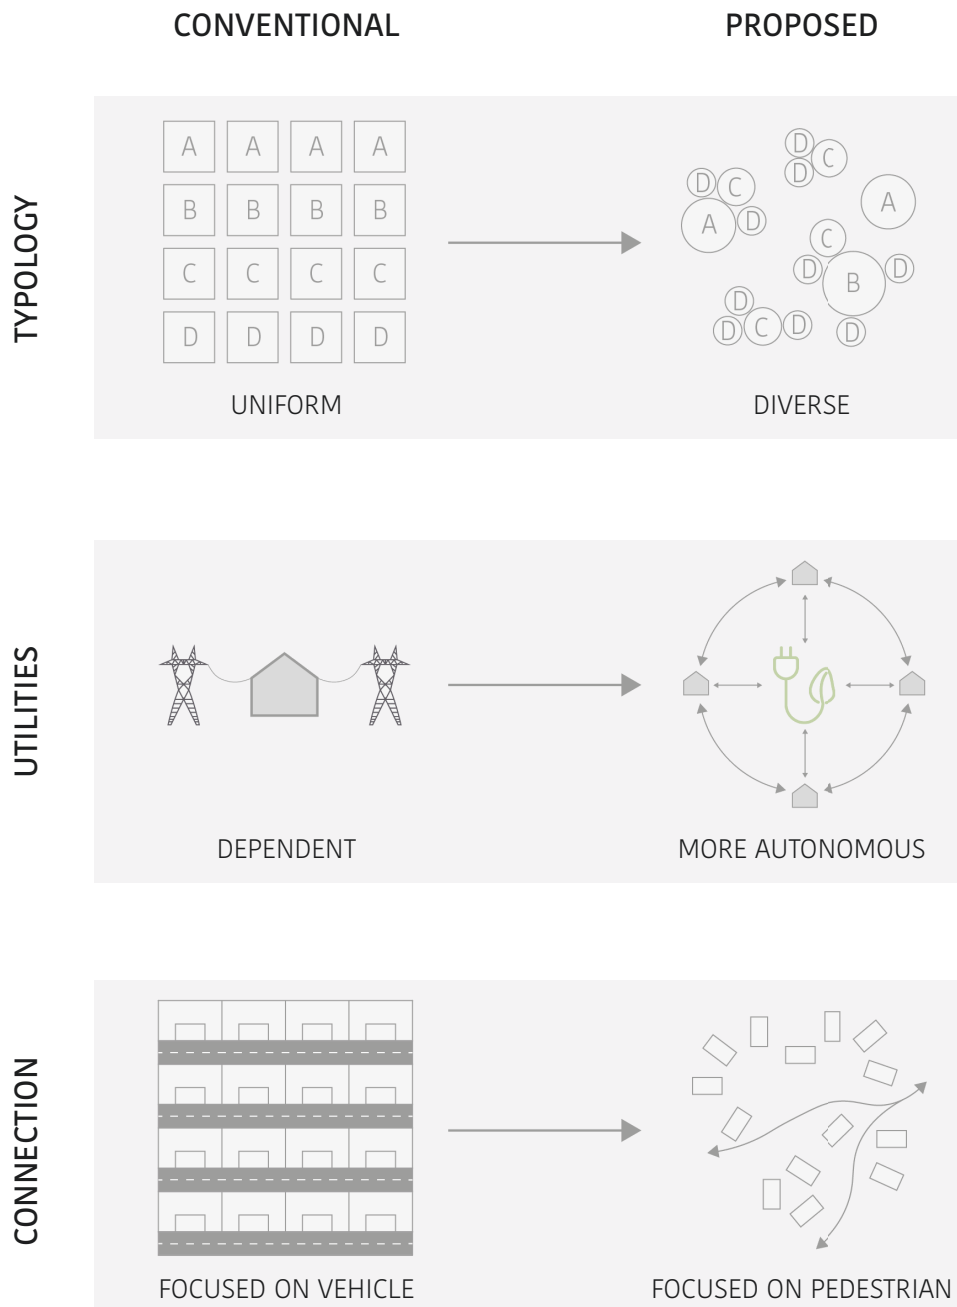 CONVENTIONAL
PROPOSED
TYPOLOGY
A A A A
B B B B
C C C C
D D D D
UNIFORM
D
C
D
D
C
A
D
A
C
D
B
D
D
D
D
C
D
DIVERSE
UTILITIES
DEPENDENT
MORE AUTONOMOUS
CONNECTION
FOCUSED ON VEHICLE
FOCUSED ON PEDESTRIAN